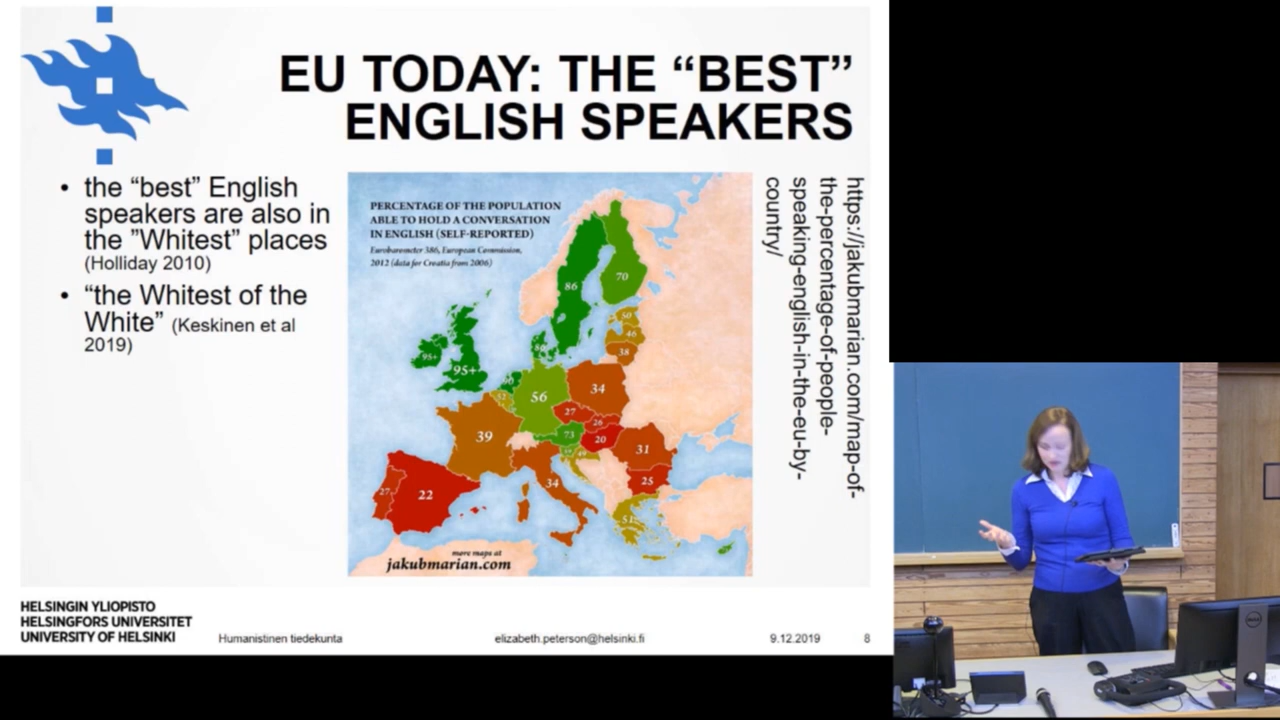 EU TODAY: THE “BEST”
ENGLISH SPEAKERS
• the “best” English
speakers are also in
the ”Whitest” places
(Holliday 2010)
• “the Whitest of the
White” (Keskinen et al
2019)
PERCENTAGE OF THE POPULATION
ABLE TO HOLD A CONVERSATION
IN ENGLISH (SELF-REPORTED)
Eurobarometer 386, European Commission,
2012 (data for Croatia from 2006)
86
70
50
46
38
86
95+
95+
90
52
56
34
27
26
39
73
20
31
34
25
27
22
51
more maps at
jakubmarian.com
https://jakubmarian.com/map-of-
the-percentage-of-people-
speaking-english-in-the-eu-by-
country/
HELSINGIN YLIOPISTO
HELSINGFORS UNIVERSITET
UNIVERSITY OF HELSINKI
Humanistinen tiedekunta
elizabeth.peterson@helsinki.fi
9.12.2019
8
DELL